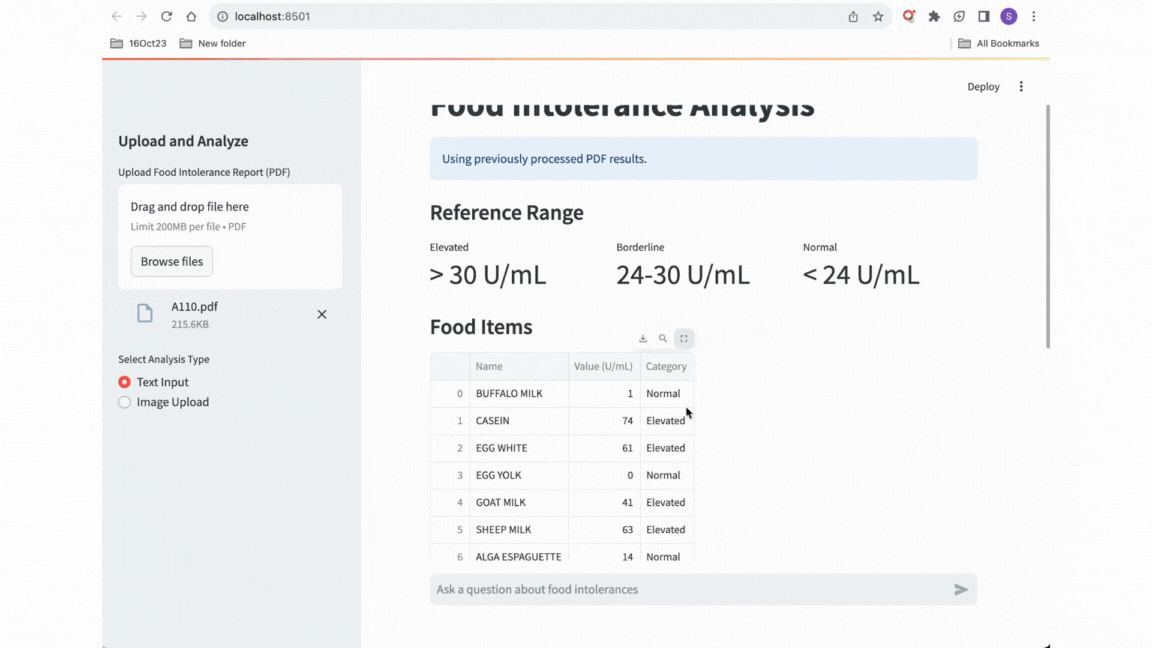 localhost:8501
S
16Oct23 New folder All Bookmarks
Deploy
Upload and Analyze
Upload Food Intolerance Report (PDF)
Drag and drop file here
Limit 200MB per file • PDF
Browse files
A110.pdf
215.6KB
Select Analysis Type
Text Input
Image Upload
Food Intolerance Analysis
Using previously processed PDF results.
Reference Range
Elevated Borderline Normal
> 30 U/mL 24-30 U/mL < 24 U/mL
Food Items
Name Value (U/mL) Category
0 BUFFALO MILK 1 Normal
1 CASEIN 74 Elevated
2 EGG WHITE 61 Elevated
3 EGG YOLK 0 Normal
4 GOAT MILK 41 Elevated
5 SHEEP MILK 63 Elevated
6 ALGA ESPAGUETTE 14 Normal
Ask a question about food intolerances